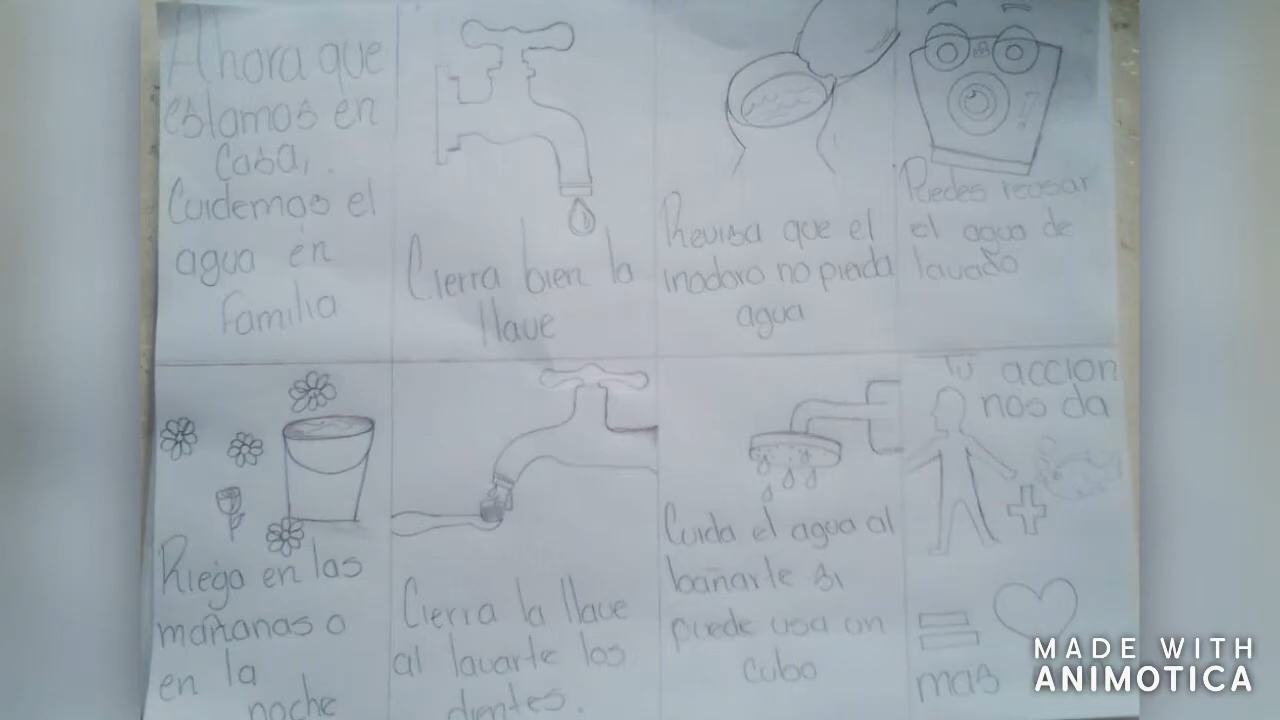 Ahora que
estamos en
casa,
Cuidemos el
agua en
familia
Cierra bien la
llave
Revisa que el
inodoro no pierda
agua
Puedes reusar
el agua de
lavado
Riega en las
mañanas o
en la
noche
Cierra la llave
al lavarte los
dientes.
Cuida el agua al
bañarte si
puede usa un
cubo
Tu accion
nos da
+
=
mas
MADE WITH
ANIMOTICA